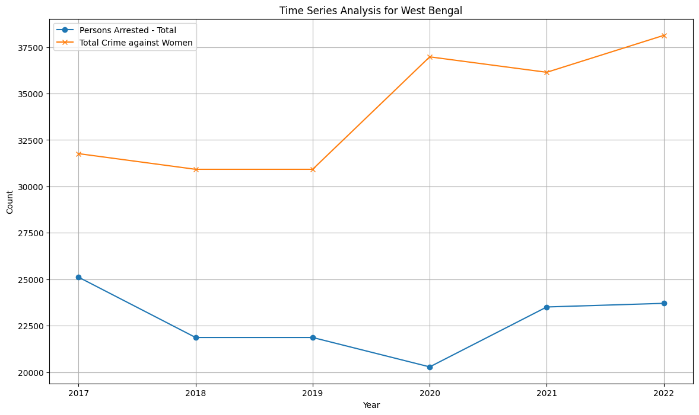 Time Series Analysis for West Bengal
Persons Arrested - Total
Total Crime against Women
37500
35000
32500
30000
27500
25000
22500
20000
Count
2017 2018 2019 2020 2021 2022
Year